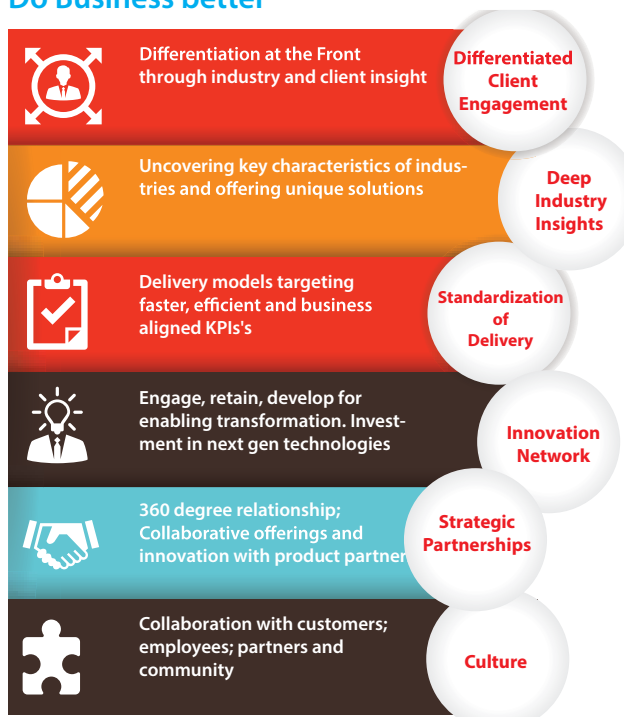 Do Business better
Differentiation at the Front
through industry and client insight
Differentiated
Client
Engagement
Uncovering key characteristics of indus-
tries and offering unique solutions
Deep
Industry
Insights
Delivery models targeting
faster, efficient and business
aligned KPIs's
Standardization
of
Delivery
Engage, retain, develop for
enabling transformation. Invest-
ment in next gen technologies
Innovation
Network
360 degree relationship;
Collaborative offerings and
innovation with product partner
Strategic
Partnerships
Collaboration with customers;
employees; partners and
community
Culture